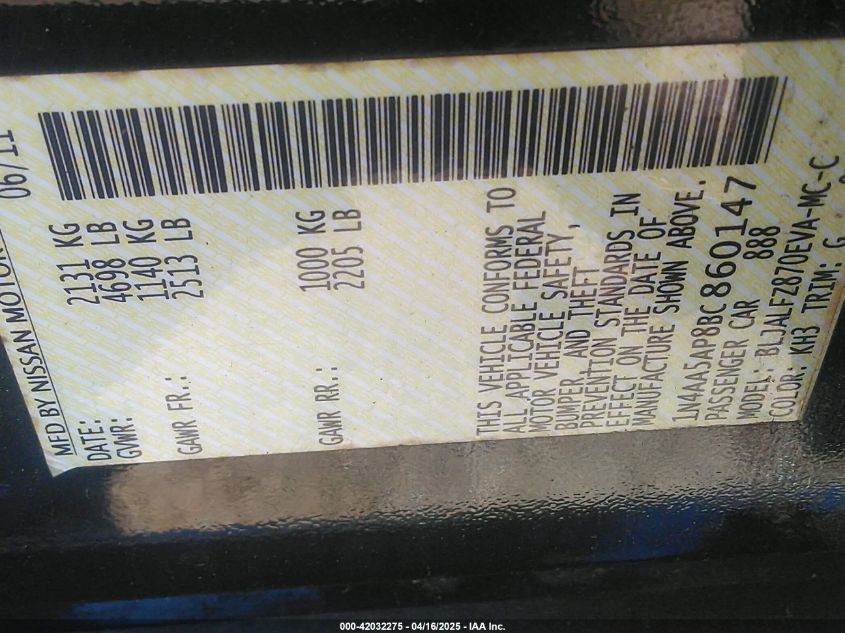 MFD BY NISSAN MOTOR
DATE: 06/11
GVWR: 2131 KG
4698 LB
GAWR FR.: 1140 KG
2513 LB
GAWR RR.: 1000 KG
2205 LB
THIS VEHICLE CONFORMS TO
ALL APPLICABLE FEDERAL
MOTOR VEHICLE SAFETY,
BUMPER, AND THEFT
PREVENTION STANDARDS IN
EFFECT ON THE DATE OF
MANUFACTURE SHOWN ABOVE.
1N4AA5AP8BC860147
PASSENGER CAR 888
MODEL: BLJALF2870EVA-MC-C
COLOR: KH3 TRIM: G
000-42032275 - 04/16/2025 - IAA Inc.